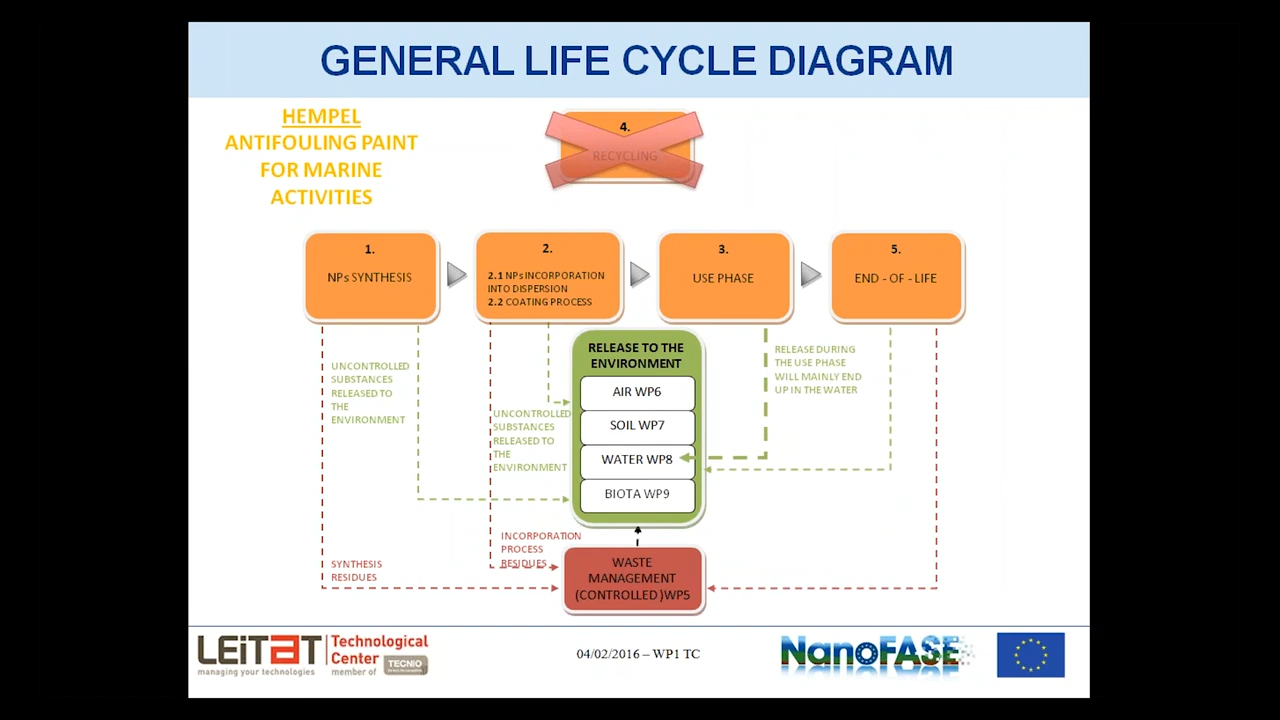 GENERAL LIFE CYCLE DIAGRAM
HEMPEL
ANTIFOULING PAINT
FOR MARINE
ACTIVITIES
4.
RECYCLING
1.
NPs SYNTHESIS
2.
2.1 NPs INCORPORATION
INTO DISPERSION
2.2 COATING PROCESS
3.
USE PHASE
5.
END - OF - LIFE
UNCONTROLLED
SUBSTANCES
RELEASED TO
THE
ENVIRONMENT
UNCONTROLLED
SUBSTANCES
RELEASED TO
THE
ENVIRONMENT
RELEASE TO THE
ENVIRONMENT
AIR WP6
SOIL WP7
WATER WP8
BIOTA WP9
RELEASE DURING
THE USE PHASE
WILL MAINLY END
UP IN THE WATER
SYNTHESIS
RESIDUES
INCORPORATION
PROCESS
RESIDUES
WASTE
MANAGEMENT
(CONTROLLED )WP5
LEiTAT
managing your technologies
Technological
Center
member of TECNIO
04/02/2016 – WP1 TC
NanoFASE